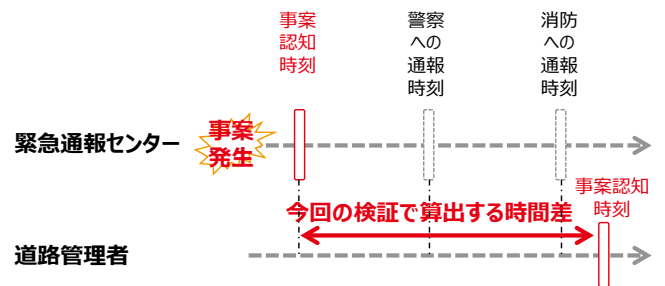 事案
認知
時刻
警察
への
通報
時刻
消防
への
通報
時刻
緊急通報センター
事案
発生
事案認知
時刻
今回の検証で算出する時間差
道路管理者